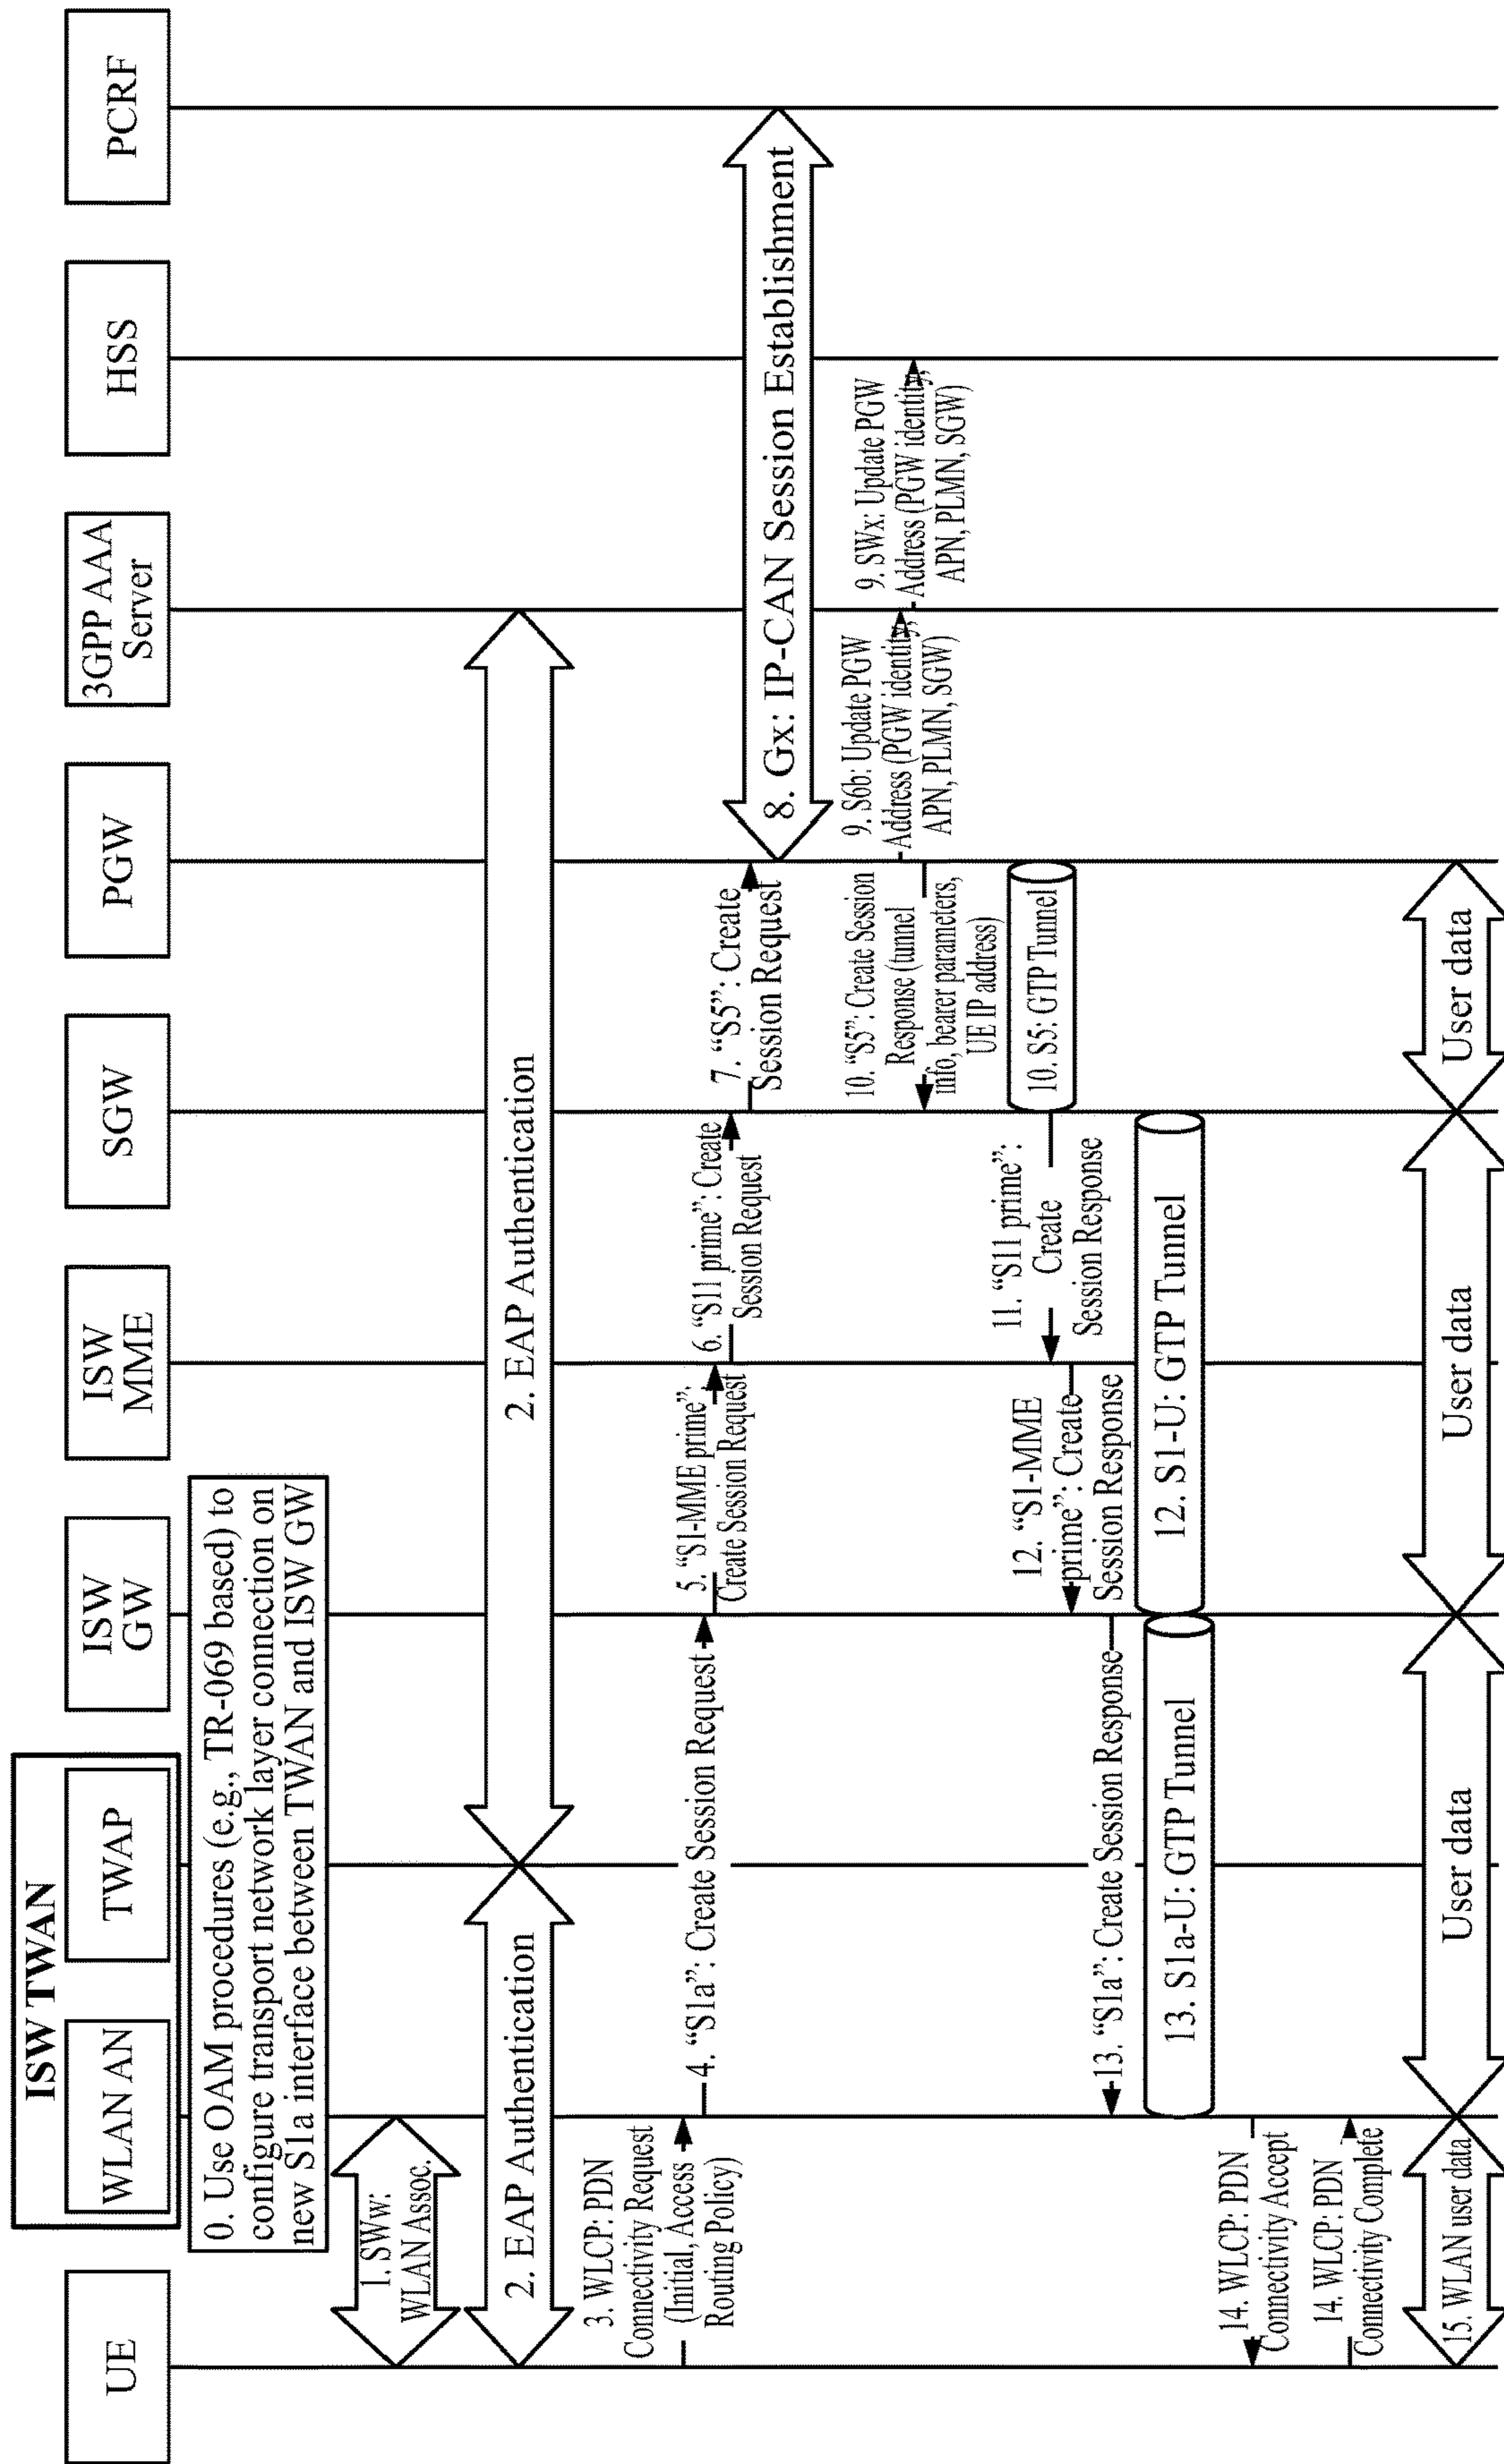 ISW TWAN
UE
WLAN AN
TWAP
ISW
GW
ISW
MME
SGW
PGW
3GPP AAA
Server
HSS
PCRF
0. Use OAM procedures (e.g., TR-069 based) to
configure transport network layer connection on
new S1a interface between TWAN and ISW GW
1. SWw:
WLAN Assoc.
2. EAP Authentication
2. EAP Authentication
3. WLCP: PDN
Connectivity Request
(Initial, Access
Routing Policy)
4. “S1a”: Create Session Request
5. “S1-MME prime”:
Create Session Request
6. “S11 prime”: Create
Session Request
7. “S5”: Create
Session Request
8. Gx: IP-CAN Session Establishment
9. S6b: Update PGW
Address (PGW identity,
APN, PLMN, SGW)
9. SWx: Update PGW
Address (PGW identity,
APN, PLMN, SGW)
10. “S5”: Create Session
Response (tunnel
info, bearer parameters,
UE IP address)
10. S5: GTP Tunnel
11. “S11 prime”:
Create
Session Response
12. “S1-MME
prime”: Create
Session Response
12. S1-U: GTP Tunnel
13. “S1a”: Create Session Response
13. S1a-U: GTP Tunnel
14. WLCP: PDN
Connectivity Accept
14. WLCP: PDN
Connectivity Complete
15. WLAN user data
User data
User data
User data